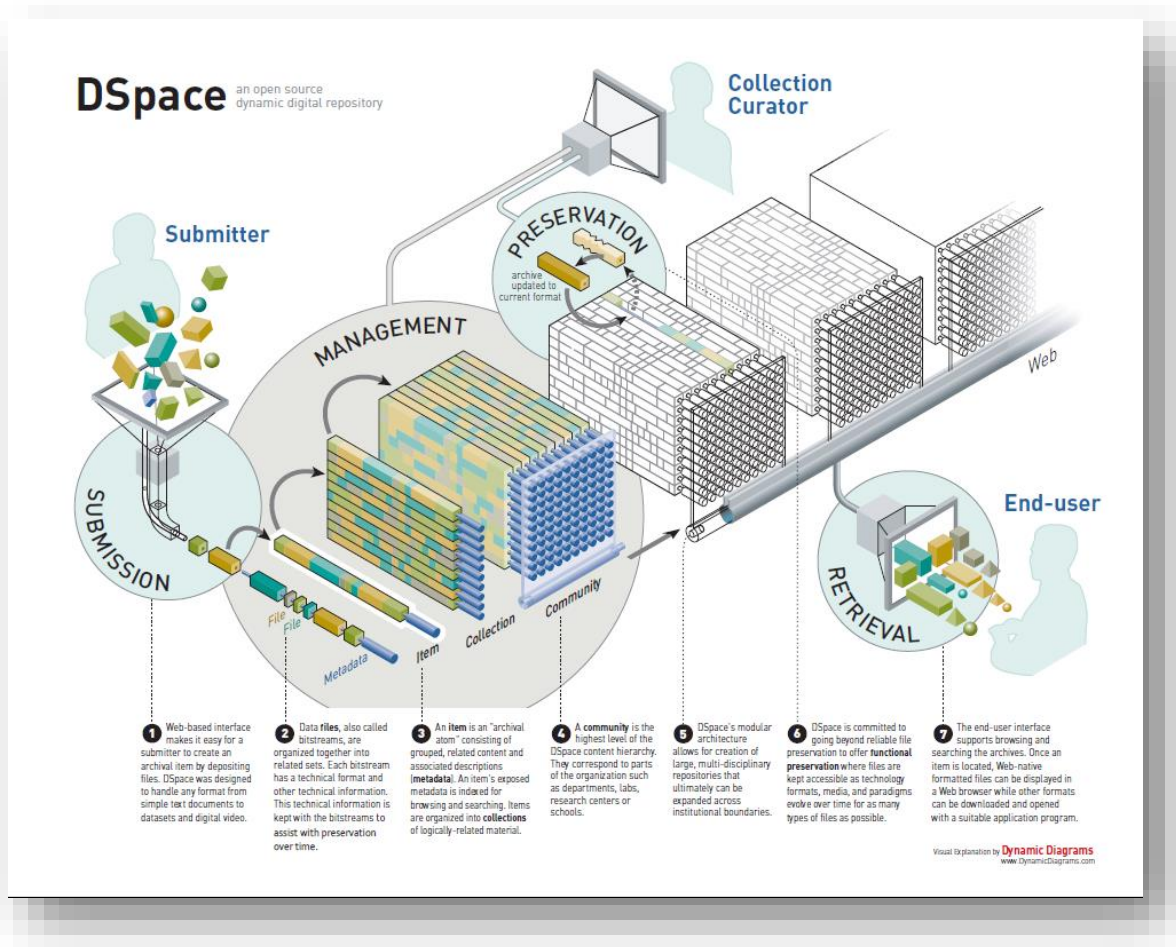 DSpace
an open source
dynamic digital repository
Collection
Curator
Submitter
PRESERVATION
archive
updated to
current format
MANAGEMENT
Web
SUBMISSION
End-user
RETRIEVAL
File
File
Metadata
Item
Collection
Community
1 Web-based interface
makes it easy for a
submitter to create an
archival item by depositing
files. DSpace was designed
to handle any format from
simple text documents to
datasets and digital video.
2 Data files, also called
bitstreams, are
organized together into
related sets. Each bitstream
has a technical format and
other technical information.
This technical information is
kept with the bitstreams to
assist with preservation
over time.
3 An item is an “archival
atom” consisting of
grouped, related content and
associated descriptions
(metadata). An item's exposed
metadata is indexed for
browsing and searching. Items
are organized into collections
of logically-related material.
4 A community is the
highest level of the
DSpace content hierarchy.
They correspond to parts
of the organization such
as departments, labs,
research centers or
schools.
5 DSpace's modular
architecture
allows for creation of
large, multi-disciplinary
repositories that
ultimately can be
expanded across
institutional boundaries.
6 DSpace is committed to
going beyond reliable file
preservation to offer functional
preservation where files are
kept accessible as technology
formats, media, and paradigms
evolve over time for as many
types of files as possible.
7 The end-user interface
supports browsing and
searching the archives. Once an
item is located, Web-native
formatted files can be displayed
in a Web browser while other formats
can be downloaded and opened
with a suitable application program.
Visual Explanation by Dynamic Diagrams
www.DynamicDiagrams.com